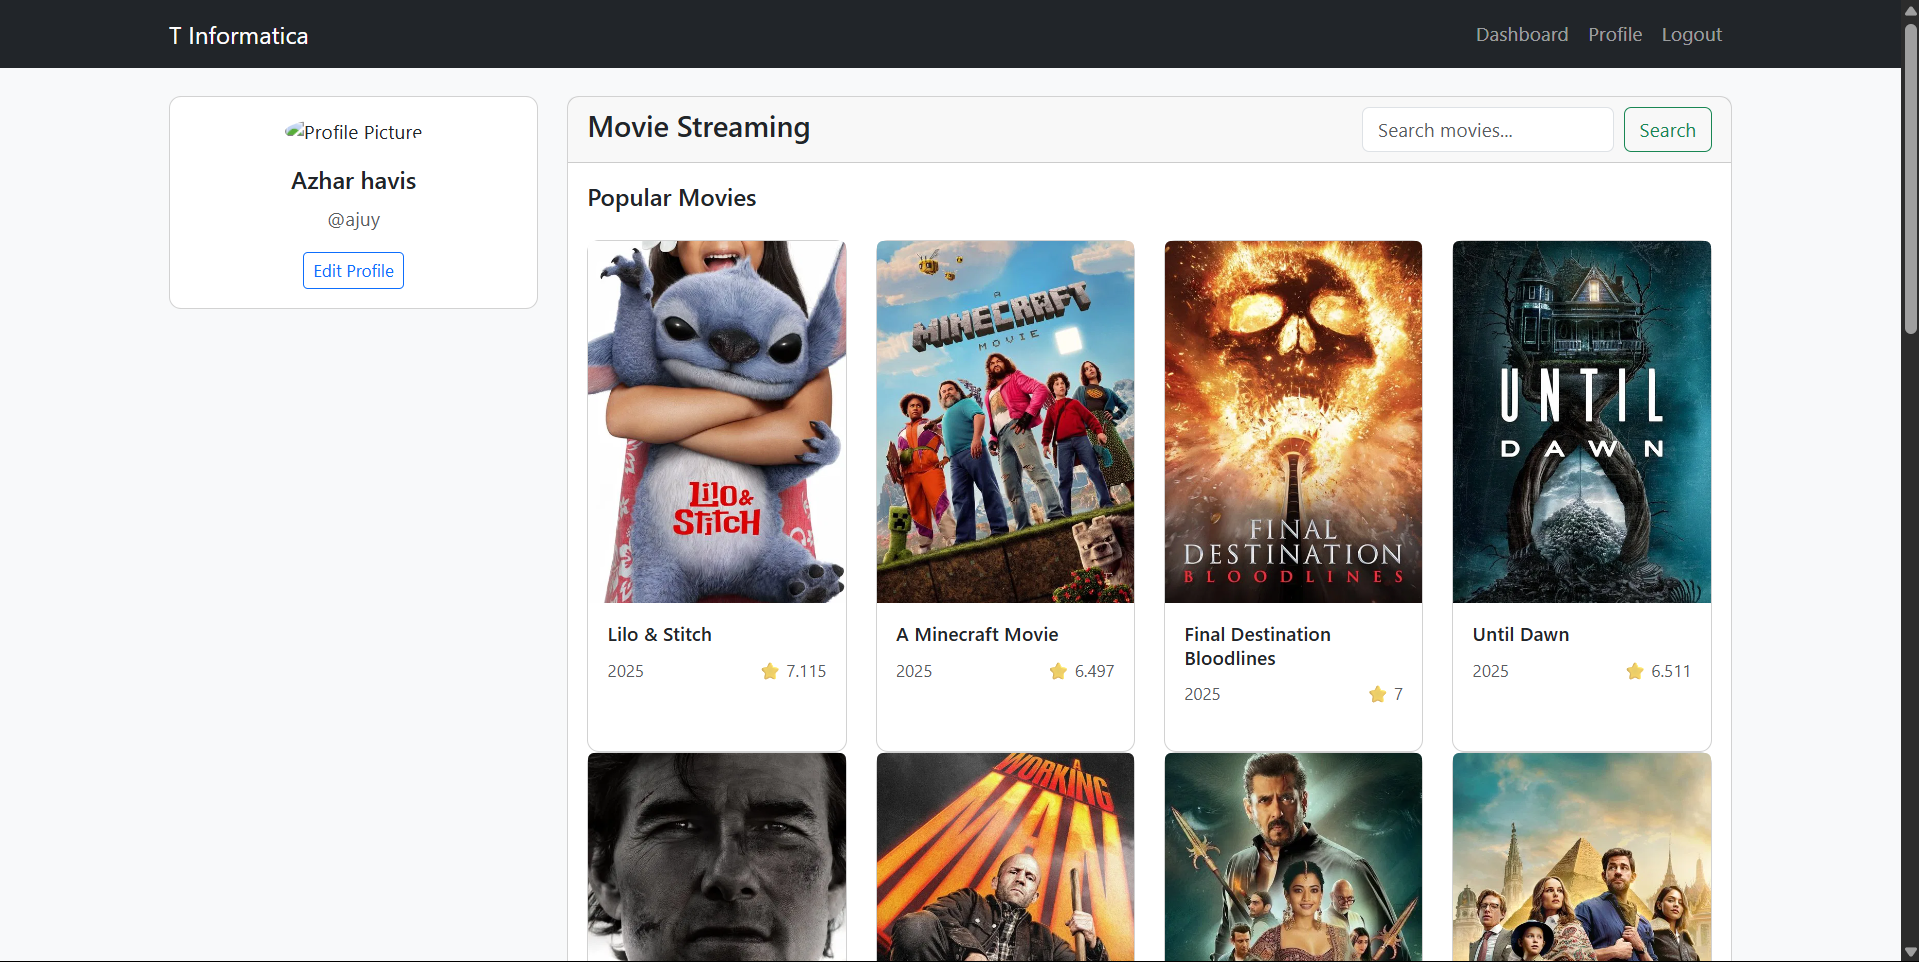 T Informatica
Dashboard Profile Logout
Profile Picture
Azhar havis
@ajuy
Edit Profile
Movie Streaming
Search movies...
Search
Popular Movies
Lilo &
Stitch
A
MINECRAFT
MOVIE
FINAL
DESTINATION
BLOODLINES
UNTIL
DAWN
Lilo & Stitch
2025 7.115
A Minecraft Movie
2025 6.497
Final Destination
Bloodlines
2025 7
Until Dawn
2025 6.511
A
WORKING
MAN